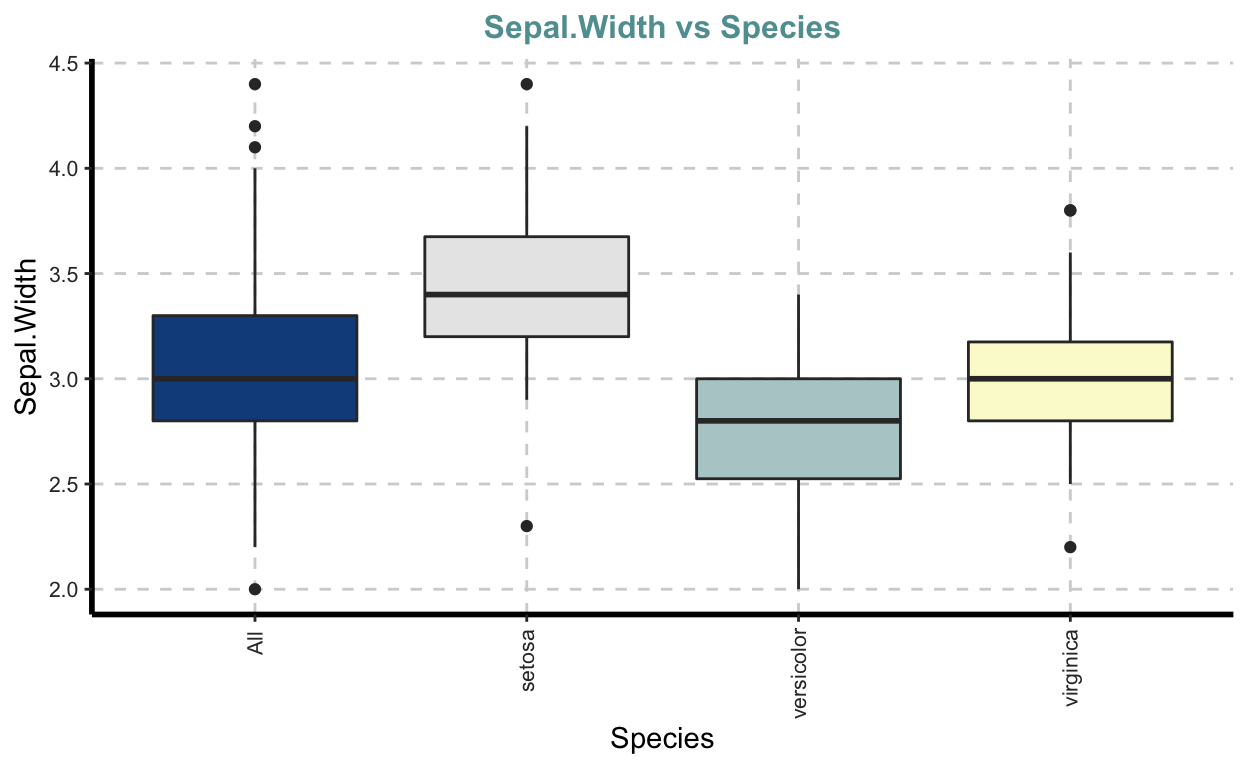 Sepal.Width vs Species
4.5
4.0
3.5
3.0
2.5
2.0
Sepal.Width
All
setosa
versicolor
virginica
Species